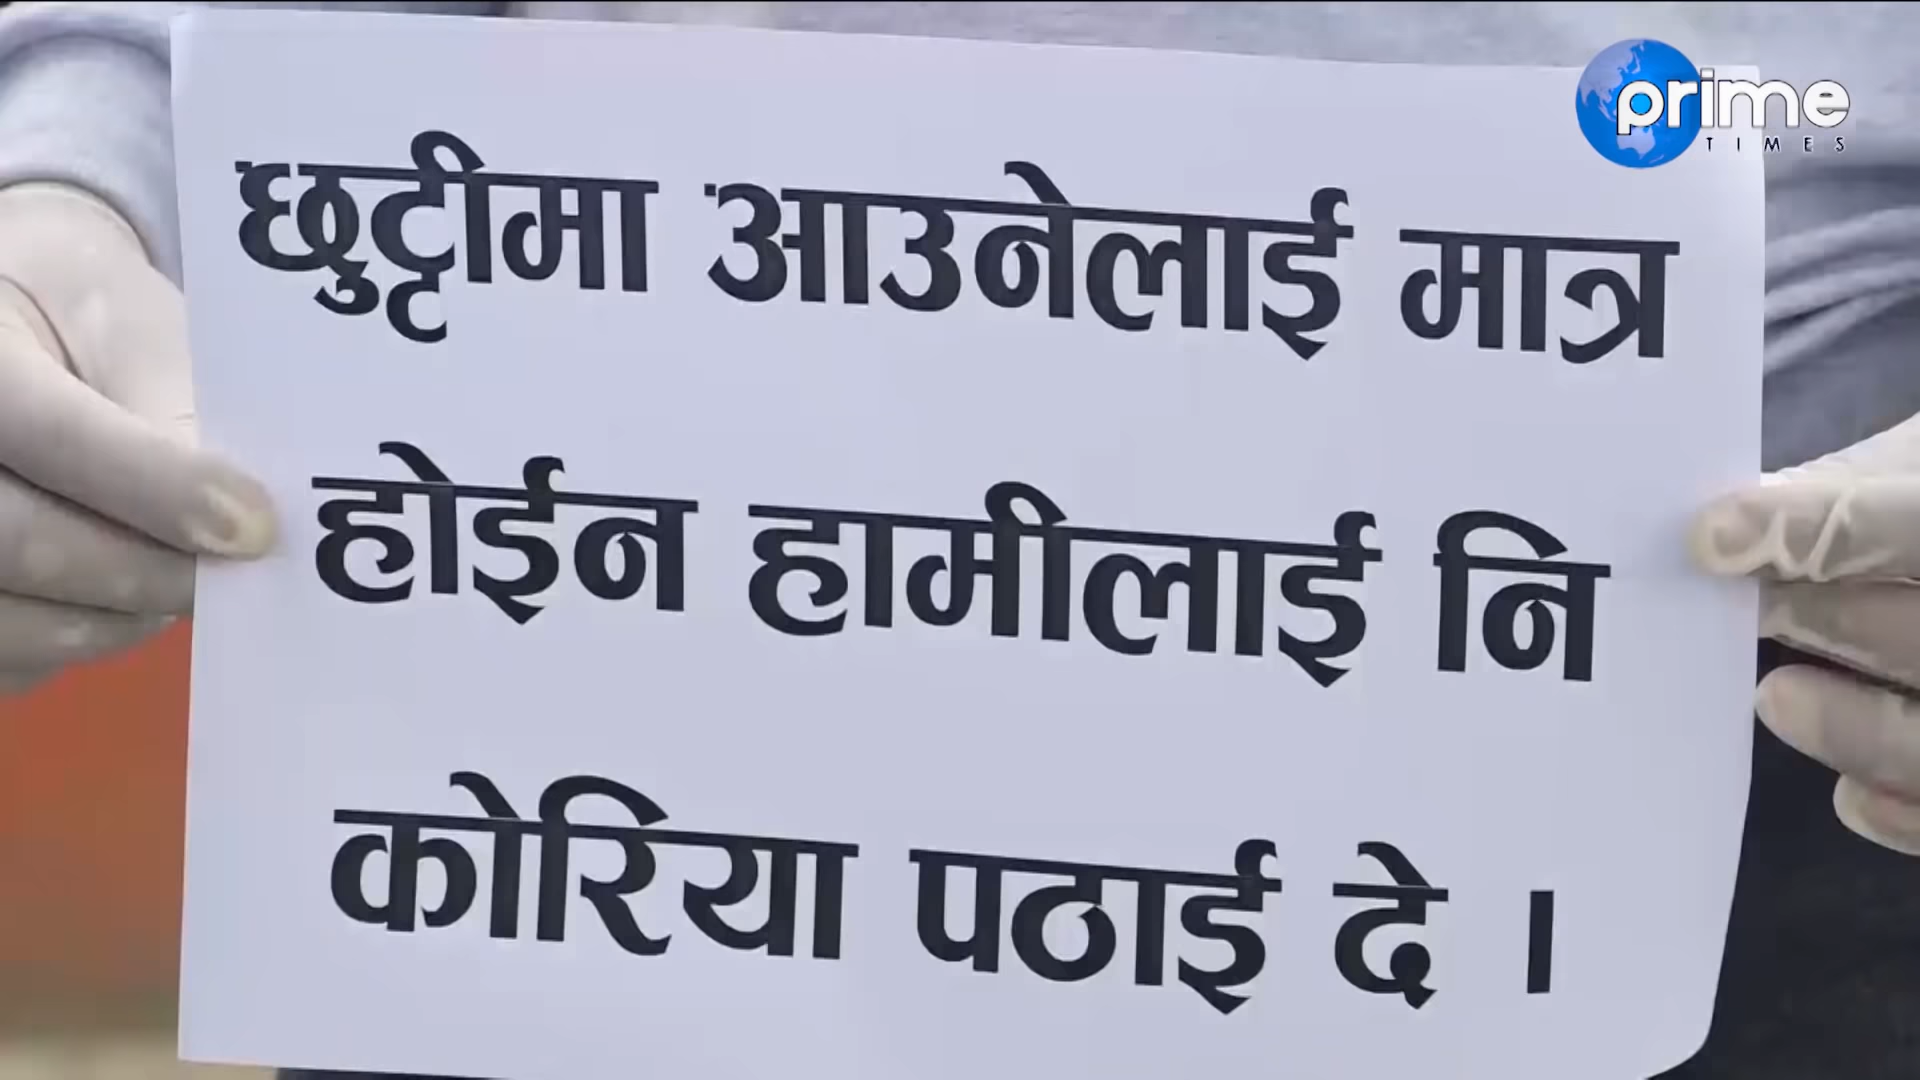 prime
TIMES
छुट्टीमा आउनेलाई मात्र
होईन हामीलाई नि
कोरिया पठाई दे ।